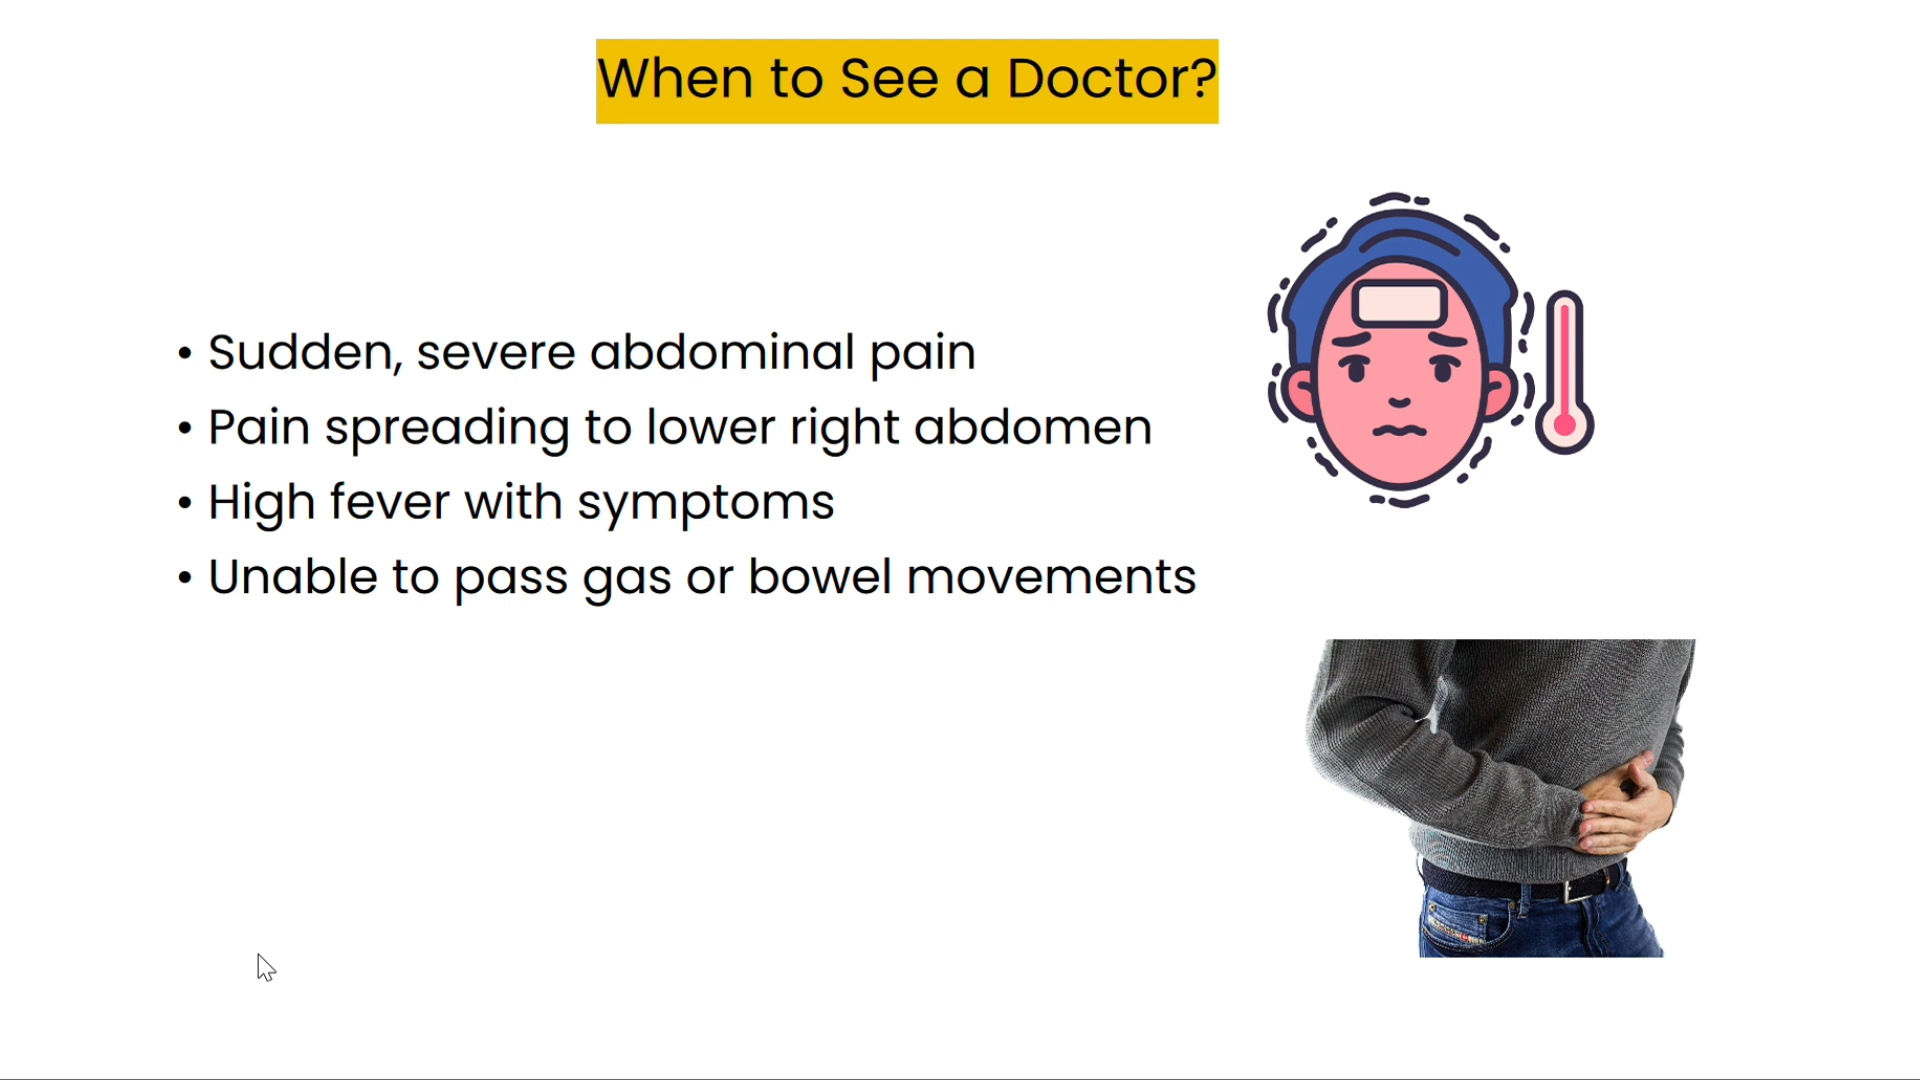 When to See a Doctor?
• Sudden, severe abdominal pain
• Pain spreading to lower right abdomen
• High fever with symptoms
• Unable to pass gas or bowel movements